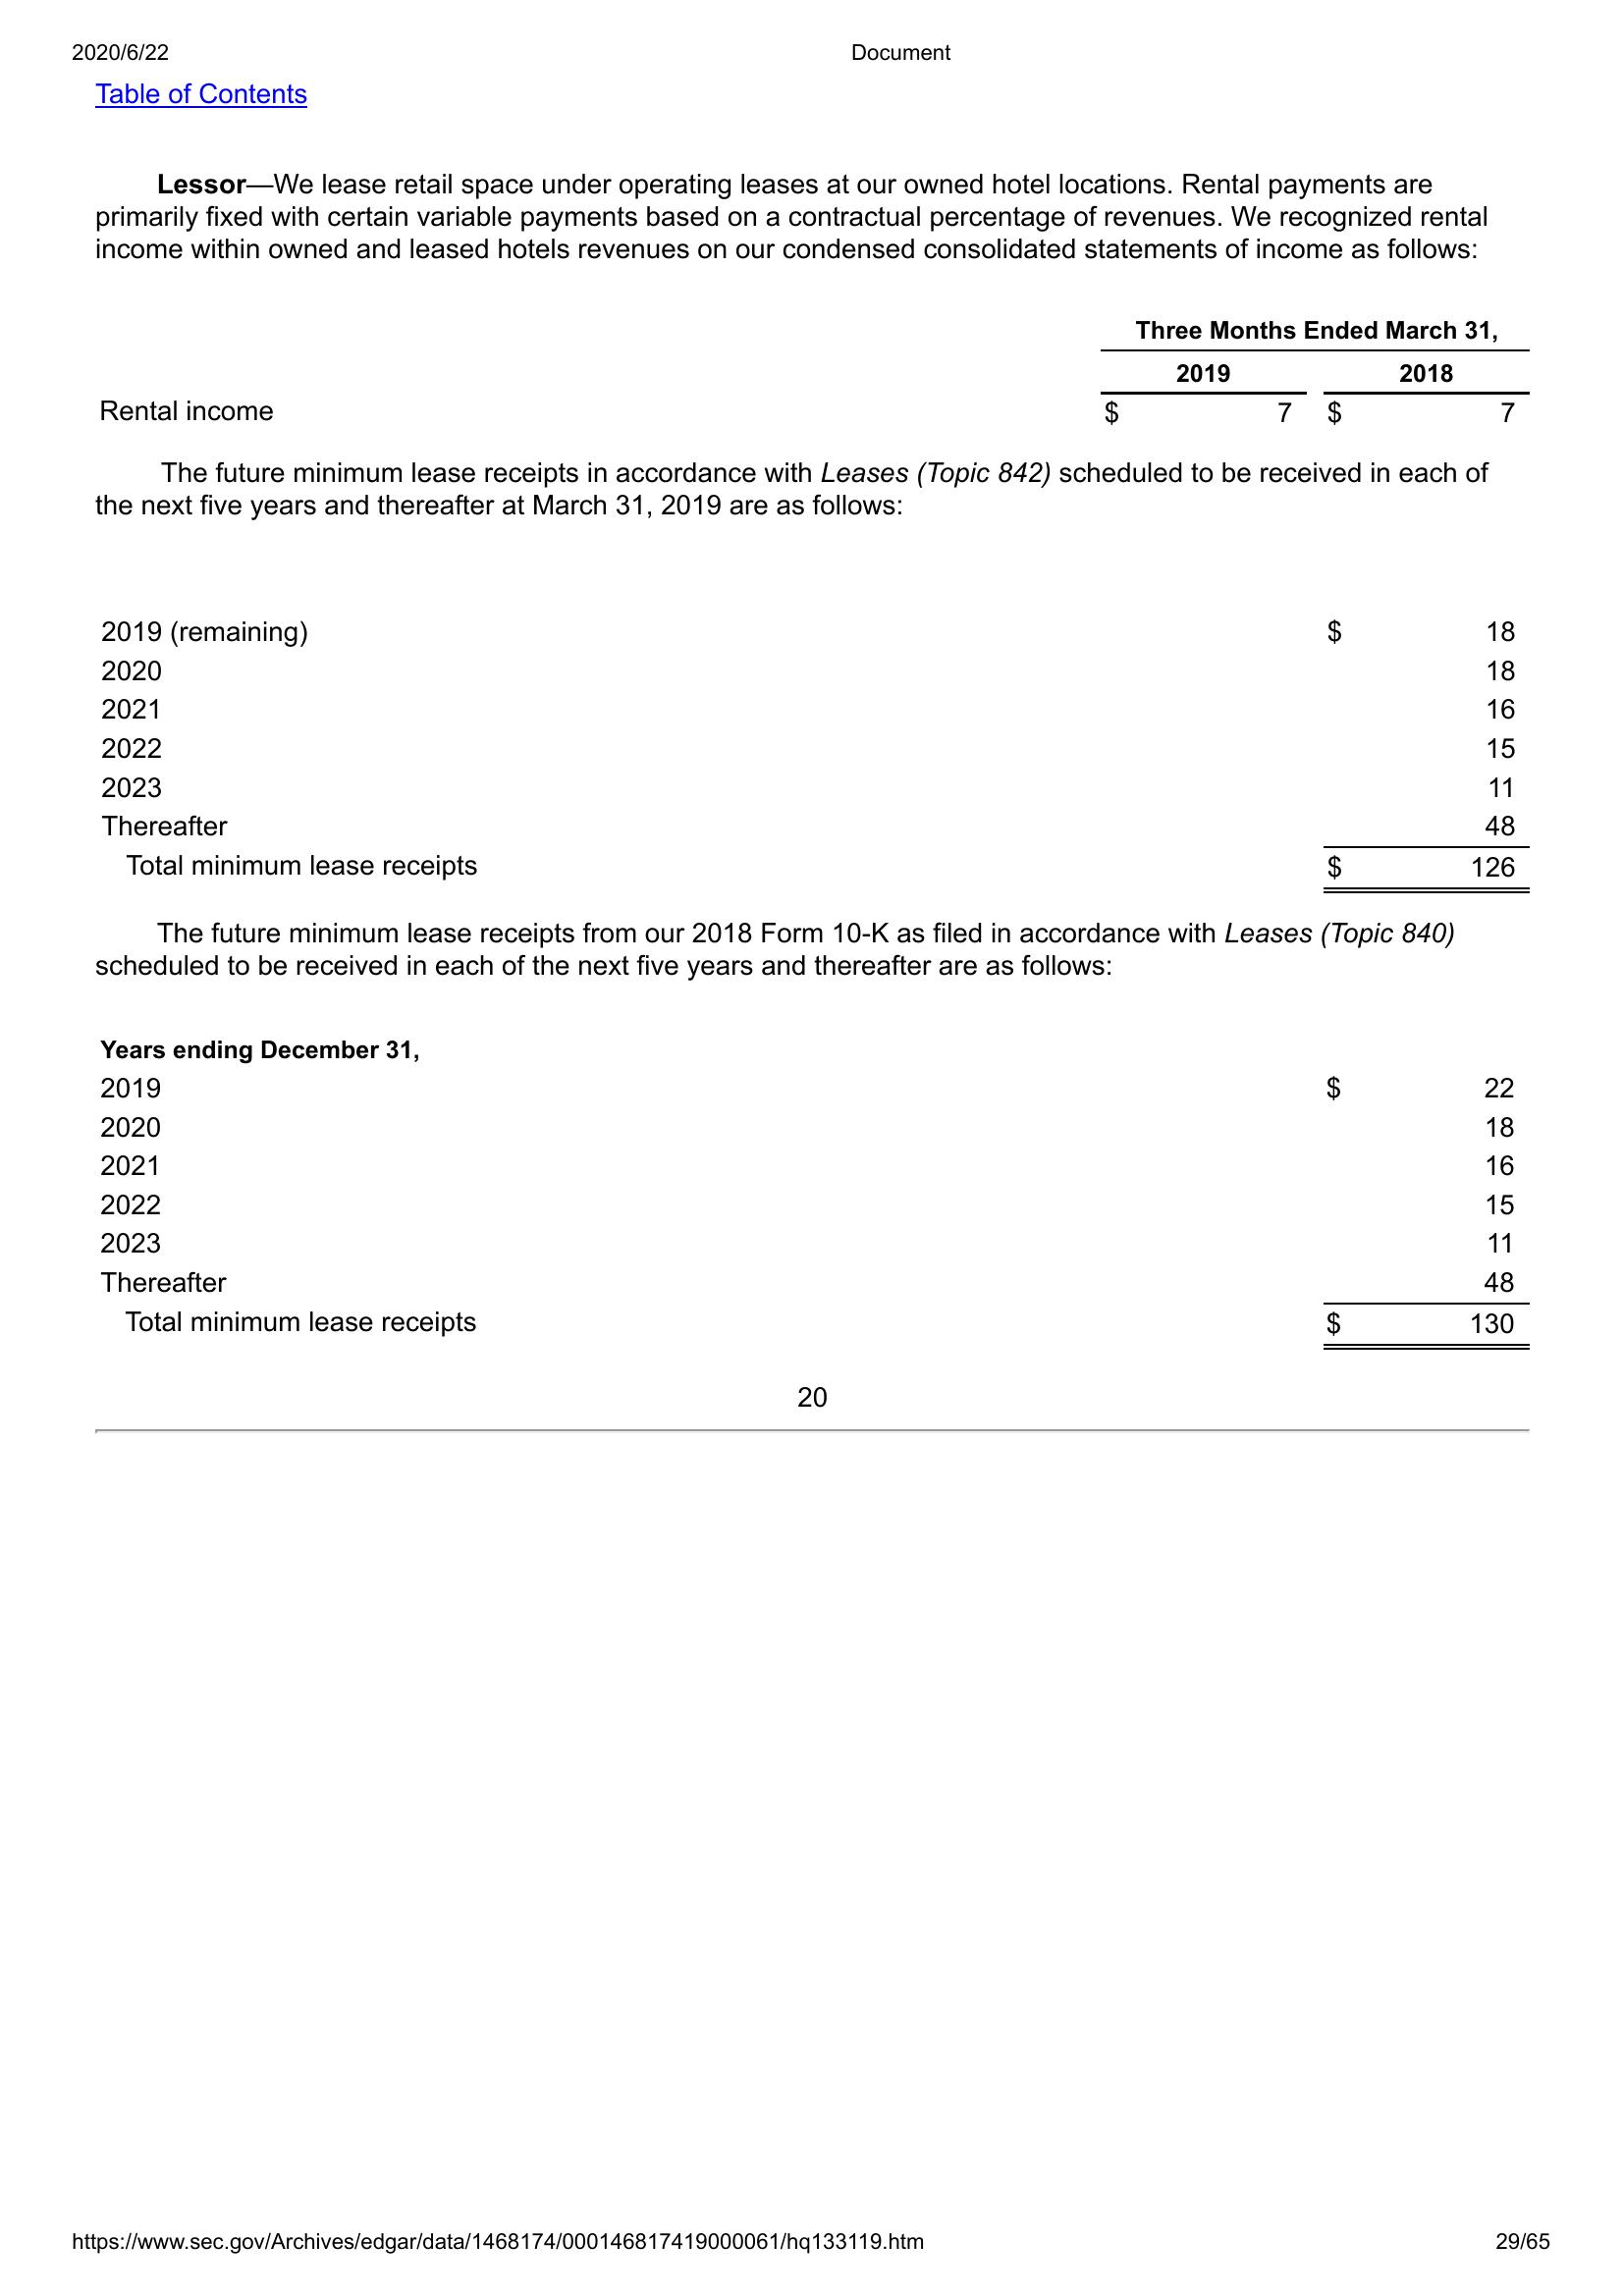 2020/6/22 Document
Table of Contents
Lessor—We lease retail space under operating leases at our owned hotel locations. Rental payments are
primarily fixed with certain variable payments based on a contractual percentage of revenues. We recognized rental
income within owned and leased hotels revenues on our condensed consolidated statements of income as follows:
Three Months Ended March 31,
2019 2018
Rental income $ 7 $ 7
The future minimum lease receipts in accordance with Leases (Topic 842) scheduled to be received in each of
the next five years and thereafter at March 31, 2019 are as follows:
2019 (remaining) $ 18
2020 18
2021 16
2022 15
2023 11
Thereafter 48
Total minimum lease receipts $ 126
The future minimum lease receipts from our 2018 Form 10-K as filed in accordance with Leases (Topic 840)
scheduled to be received in each of the next five years and thereafter are as follows:
Years ending December 31,
2019 $ 22
2020 18
2021 16
2022 15
2023 11
Thereafter 48
Total minimum lease receipts $ 130
20
https://www.sec.gov/Archives/edgar/data/1468174/000146817419000061/hq133119.htm 29/65